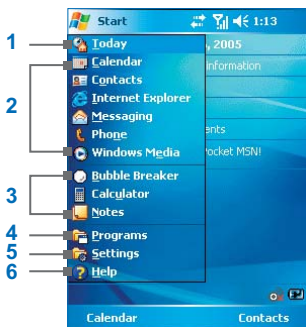 Start 1:13
1 Today , 2005
2 Calendar nformation
Contacts
Internet Explorer
Messaging
Phone ents
Windows Media ocket MSN!
3 Bubble Breaker
Calculator
Notes
4 Programs
5 Settings
6 Help
Calendar Contacts